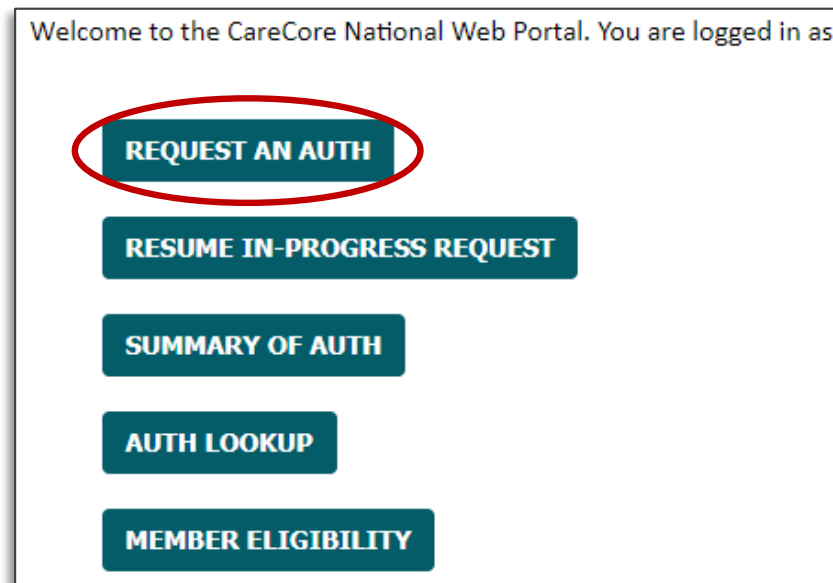 Welcome to the CareCore National Web Portal. You are logged in as
REQUEST AN AUTH
RESUME IN-PROGRESS REQUEST
SUMMARY OF AUTH
AUTH LOOKUP
MEMBER ELIGIBILITY